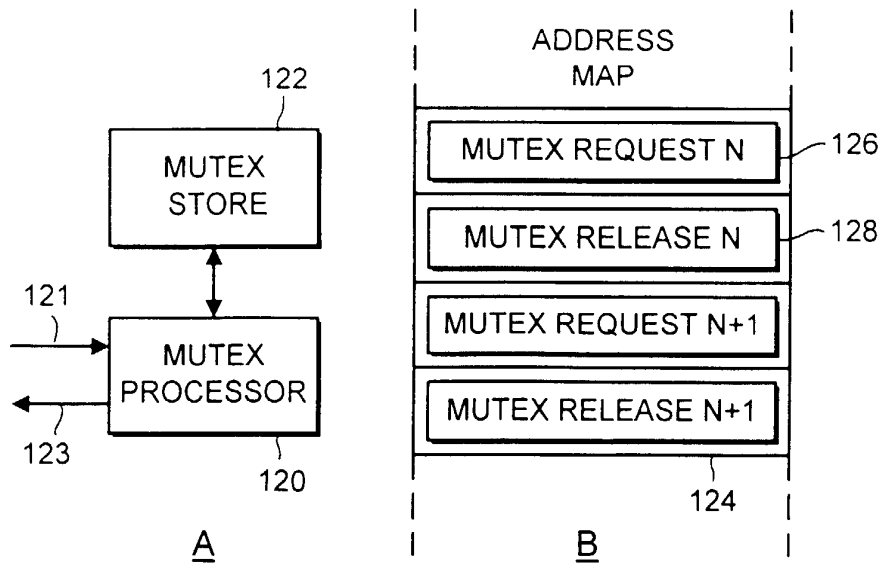 122
MUTEX
STORE
121
MUTEX
PROCESSOR
123
120
A
ADDRESS
MAP
MUTEX REQUEST N
126
MUTEX RELEASE N
128
MUTEX REQUEST N+1
MUTEX RELEASE N+1
124
B